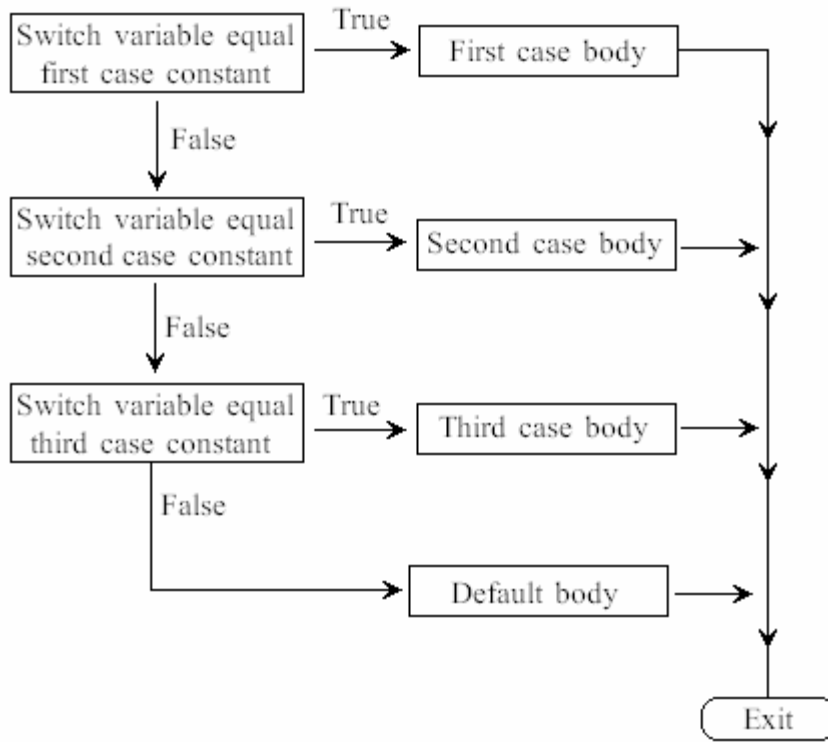 Switch variable equal
first case constant
True
First case body
False
Switch variable equal
second case constant
True
Second case body
False
Switch variable equal
third case constant
True
Third case body
False
Default body
Exit